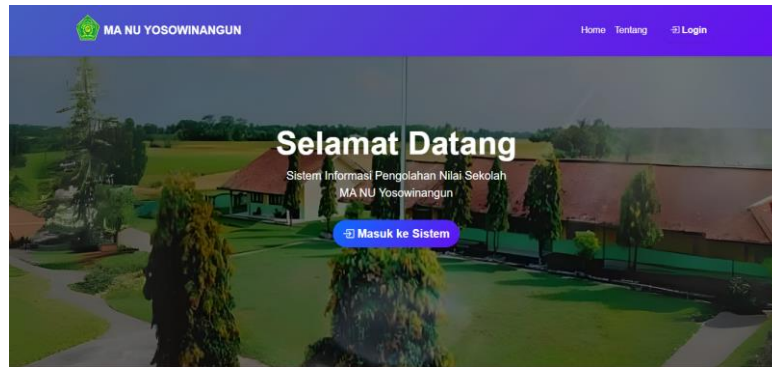 MA NU YOSOWINANGUN
Home Tentang Login
Selamat Datang
Sistem Informasi Pengolahan Nilai Sekolah
MA NU Yosowinangun
Masuk ke Sistem